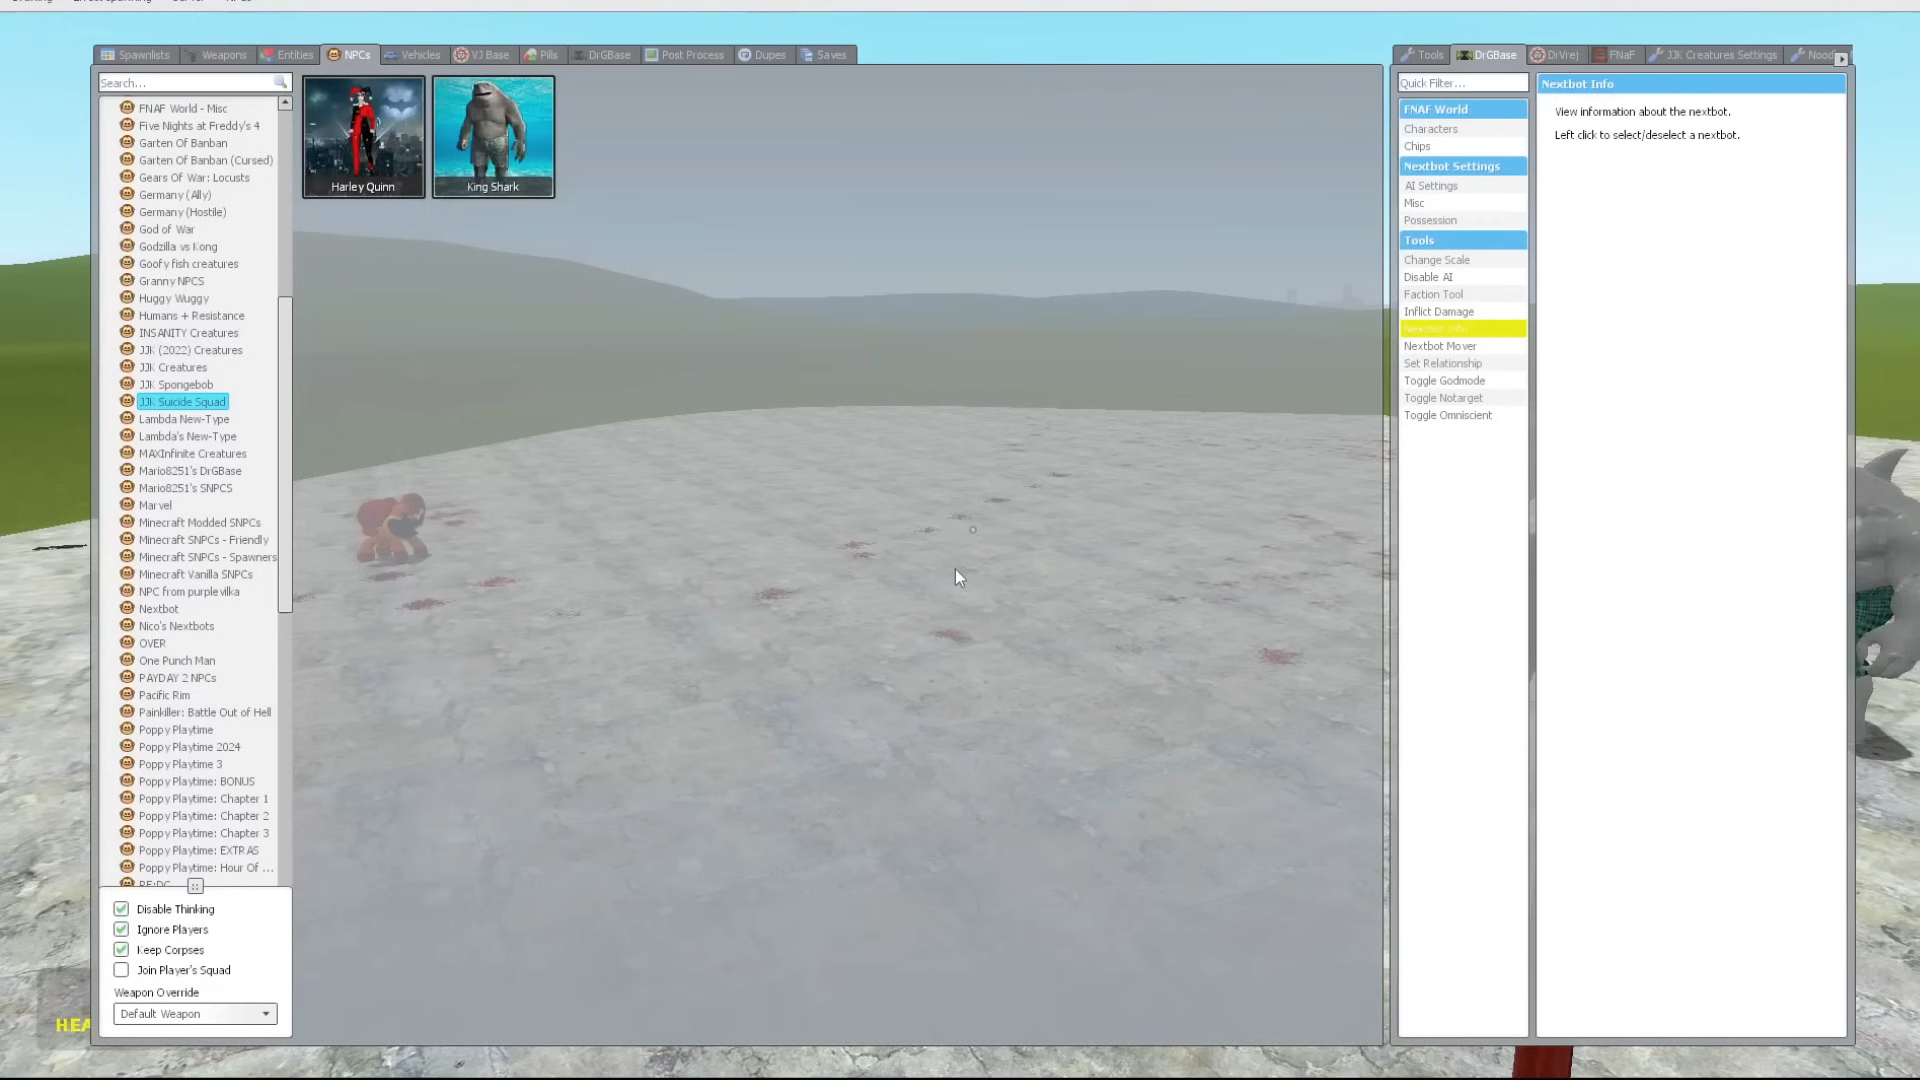 Spawnlists Weapons Entities NPCs Vehicles VJ Base Pills DrGBase Post Process Dupes Saves
Search...
FNAF World - Misc
Five Nights at Freddy's 4
Garten Of Banban
Garten Of Banban (Cursed)
Gears Of War: Locusts
Germany (Ally)
Germany (Hostile)
God of War
Godzilla vs Kong
Goofy fish creatures
Granny NPCS
Huggy Wuggy
Humans + Resistance
INSANITY Creatures
JJK (2022) Creatures
JJK Creatures
JJK Spongebob
JJK Suicide Squad
Lambda New-Type
Lambda's New-Type
MAXInfinite Creatures
Mario8251's DrGBase
Mario8251's SNPCS
Marvel
Minecraft Modded SNPCs
Minecraft SNPCs - Friendly
Minecraft SNPCs - Spawners
Minecraft Vanilla SNPCs
NPC from purplevilka
Nextbot
Nico's Nextbots
OVER
One Punch Man
PAYDAY 2 NPCs
Pacific Rim
Painkiller: Battle Out of Hell
Poppy Playtime
Poppy Playtime 2024
Poppy Playtime 3
Poppy Playtime: BONUS
Poppy Playtime: Chapter 1
Poppy Playtime: Chapter 2
Poppy Playtime: Chapter 3
Poppy Playtime: EXTRAS
Poppy Playtime: Hour Of ...
Disable Thinking
Ignore Players
Keep Corpses
Join Player's Squad
Weapon Override
Default Weapon
HEA
Harley Quinn
King Shark
Tools DrGBase DrVrej FNaF JJK Creatures Settings Nood
Quick Filter...
FNAF World
Characters
Chips
Nextbot Settings
AI Settings
Misc
Possession
Tools
Change Scale
Disable AI
Faction Tool
Inflict Damage
Nextbot Info
Nextbot Mover
Set Relationship
Toggle Godmode
Toggle Notarget
Toggle Omniscient
Nextbot Info
View information about the nextbot.
Left click to select/deselect a nextbot.